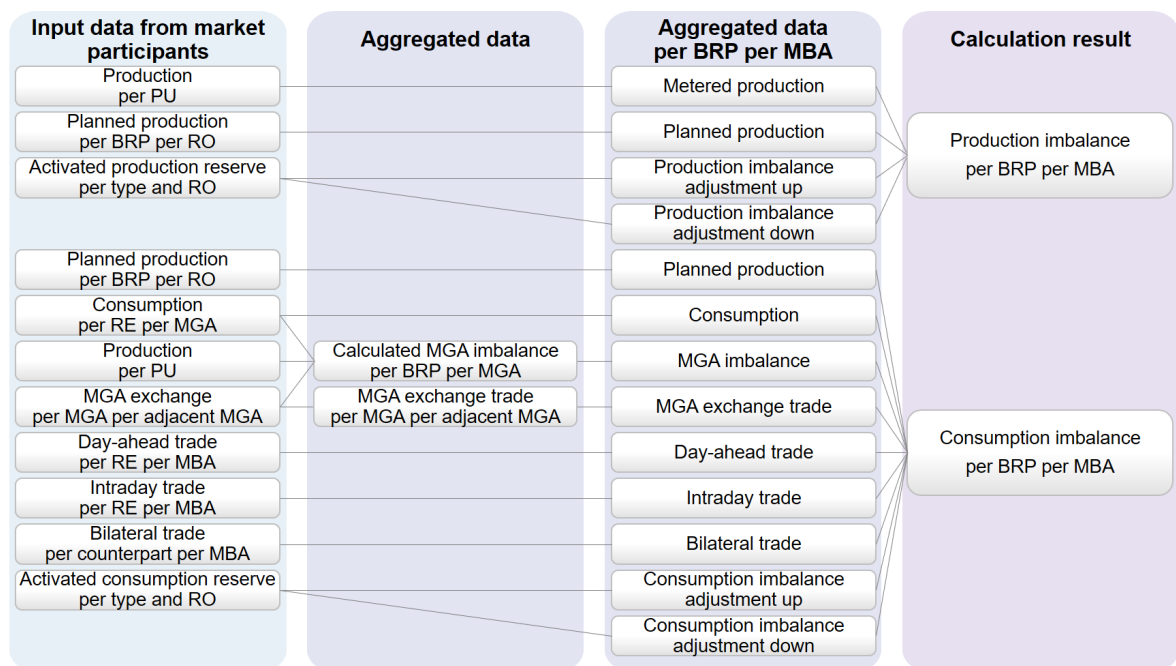 Input data from market
participants
Production
per PU
Planned production
per BRP per RO
Activated production reserve
per type and RO
Planned production
per BRP per RO
Consumption
per RE per MGA
Production
per PU
MGA exchange
per MGA per adjacent MGA
Day-ahead trade
per RE per MBA
Intraday trade
per RE per MBA
Bilateral trade
per counterpart per MBA
Activated consumption reserve
per type and RO
Aggregated data
Calculated MGA imbalance
per BRP per MGA
MGA exchange trade
per MGA per adjacent MGA
Aggregated data
per BRP per MBA
Metered production
Planned production
Production imbalance
adjustment up
Production imbalance
adjustment down
Planned production
Consumption
MGA imbalance
MGA exchange trade
Day-ahead trade
Intraday trade
Bilateral trade
Consumption imbalance
adjustment up
Consumption imbalance
adjustment down
Calculation result
Production imbalance
per BRP per MBA
Consumption imbalance
per BRP per MBA